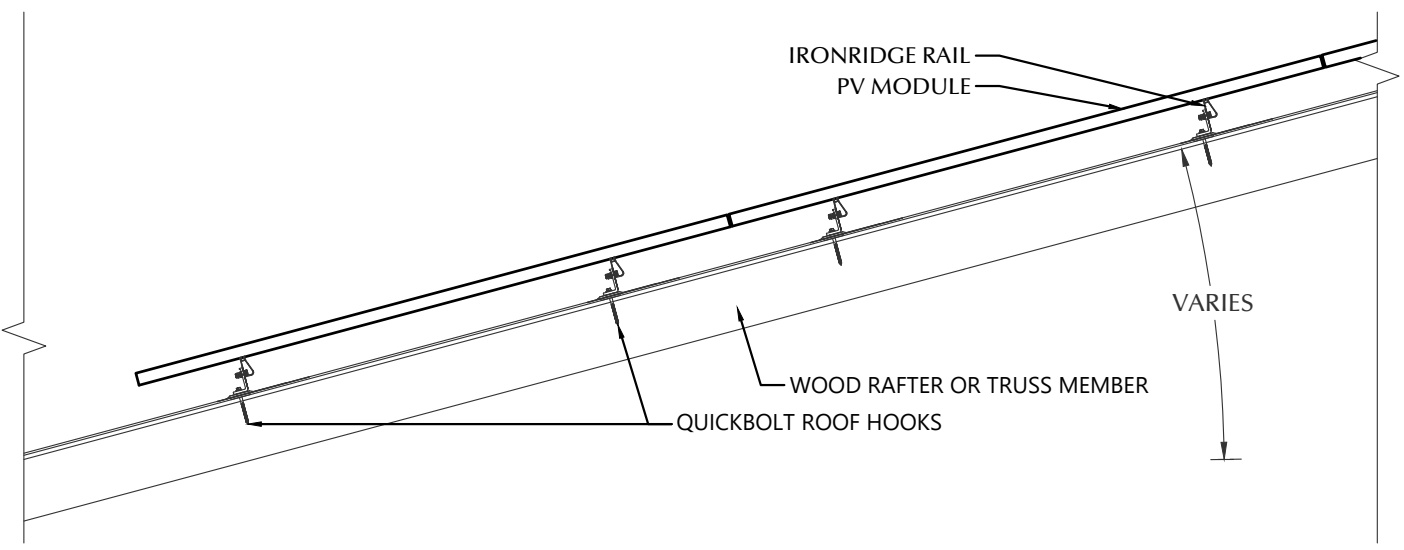 IRONRIDGE RAIL
PV MODULE
VARIES
WOOD RAFTER OR TRUSS MEMBER
QUICKBOLT ROOF HOOKS